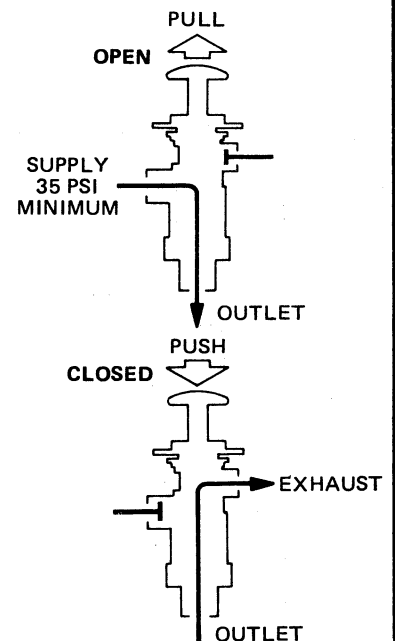 PULL
OPEN
SUPPLY
35 PSI
MINIMUM
OUTLET
PUSH
CLOSED
EXHAUST
OUTLET